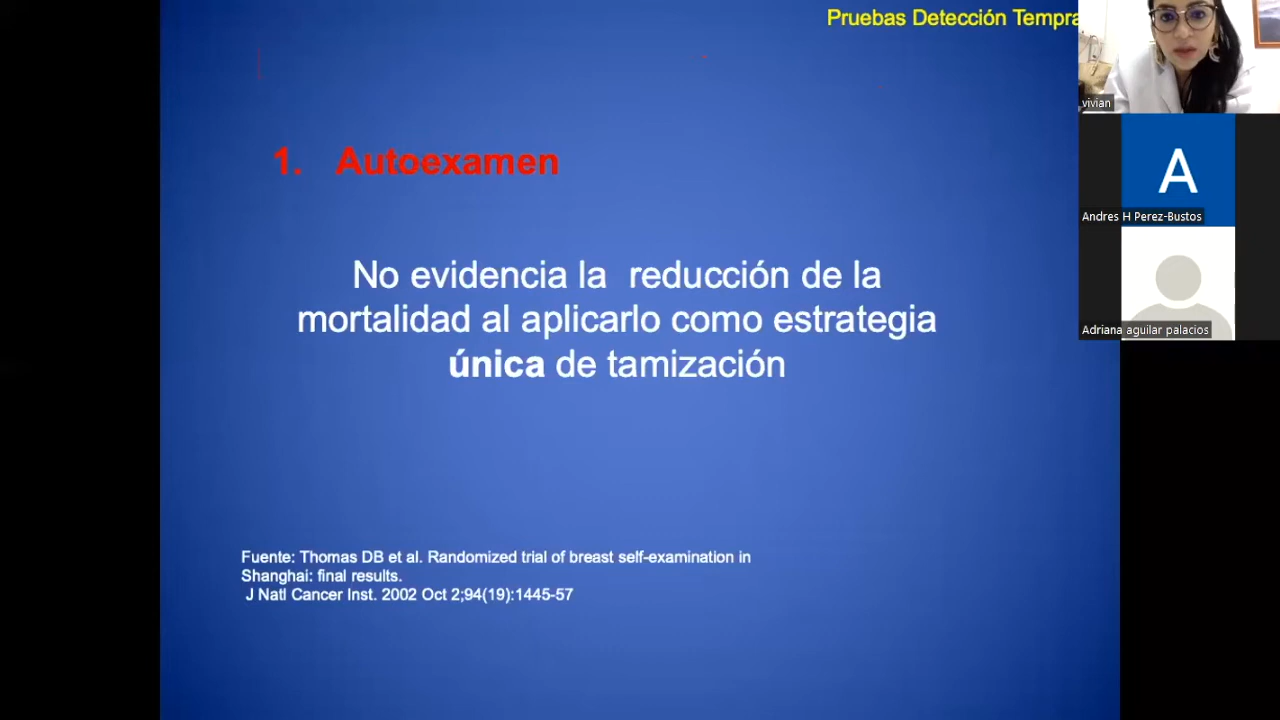 Pruebas Detección Tempra
1. Autoexamen
No evidencia la reducción de la
mortalidad al aplicarlo como estrategia
única de tamización
Fuente: Thomas DB et al. Randomized trial of breast self-examination in
Shanghai: final results.
J Natl Cancer Inst. 2002 Oct 2;94(19):1445-57
vivian
A
Andres H Perez-Bustos
Adriana aguilar palacios